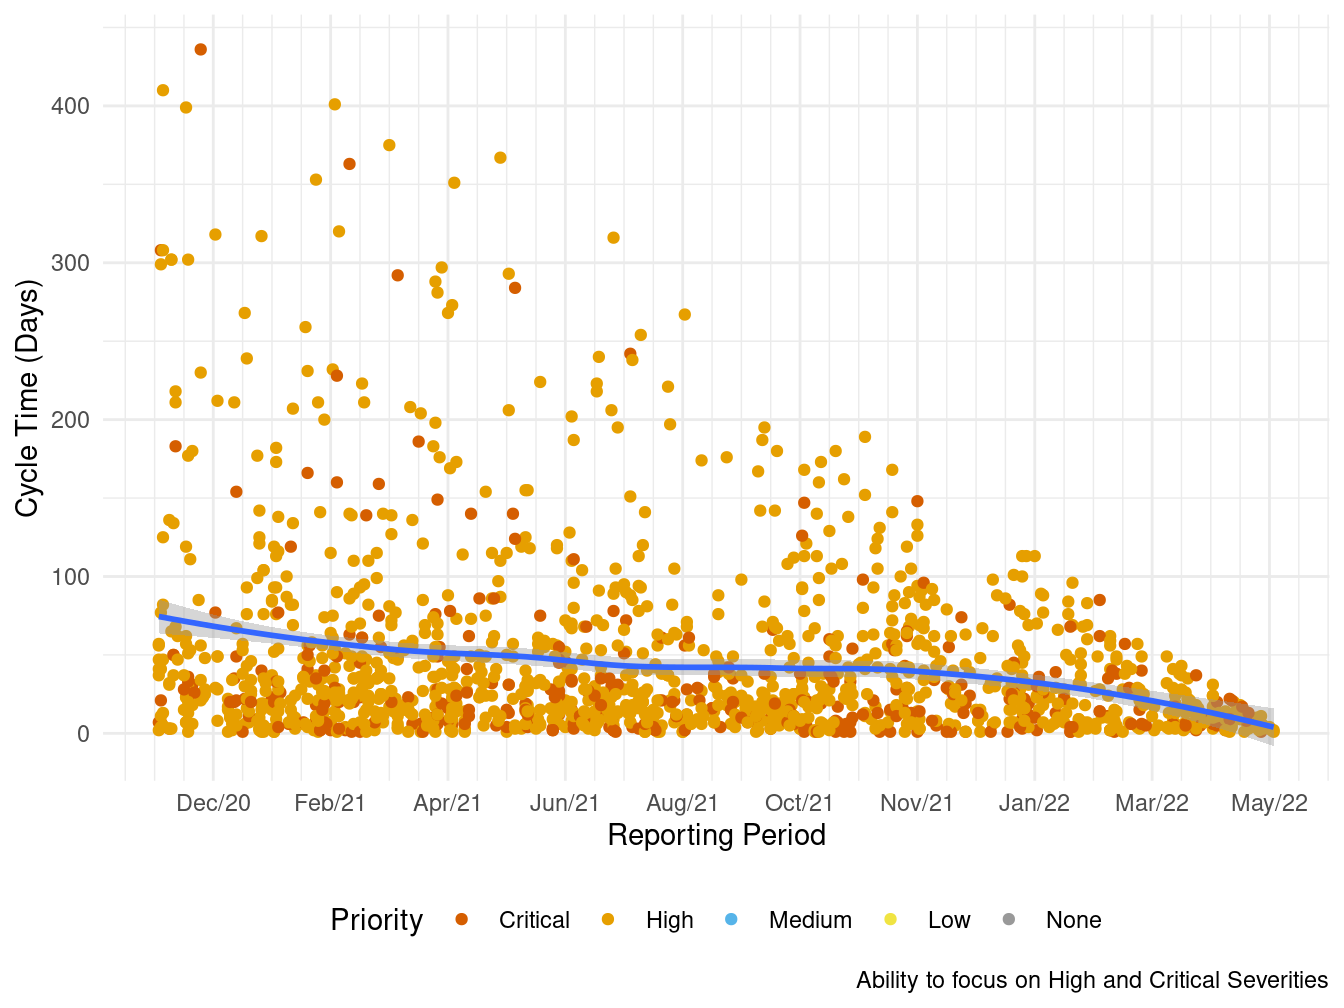 400
300
200
100
0
Cycle Time (Days)
Dec/20 Feb/21 Apr/21 Jun/21 Aug/21 Oct/21 Nov/21 Jan/22 Mar/22 May/22
Reporting Period
Priority Critical High Medium Low None
Ability to focus on High and Critical Severities